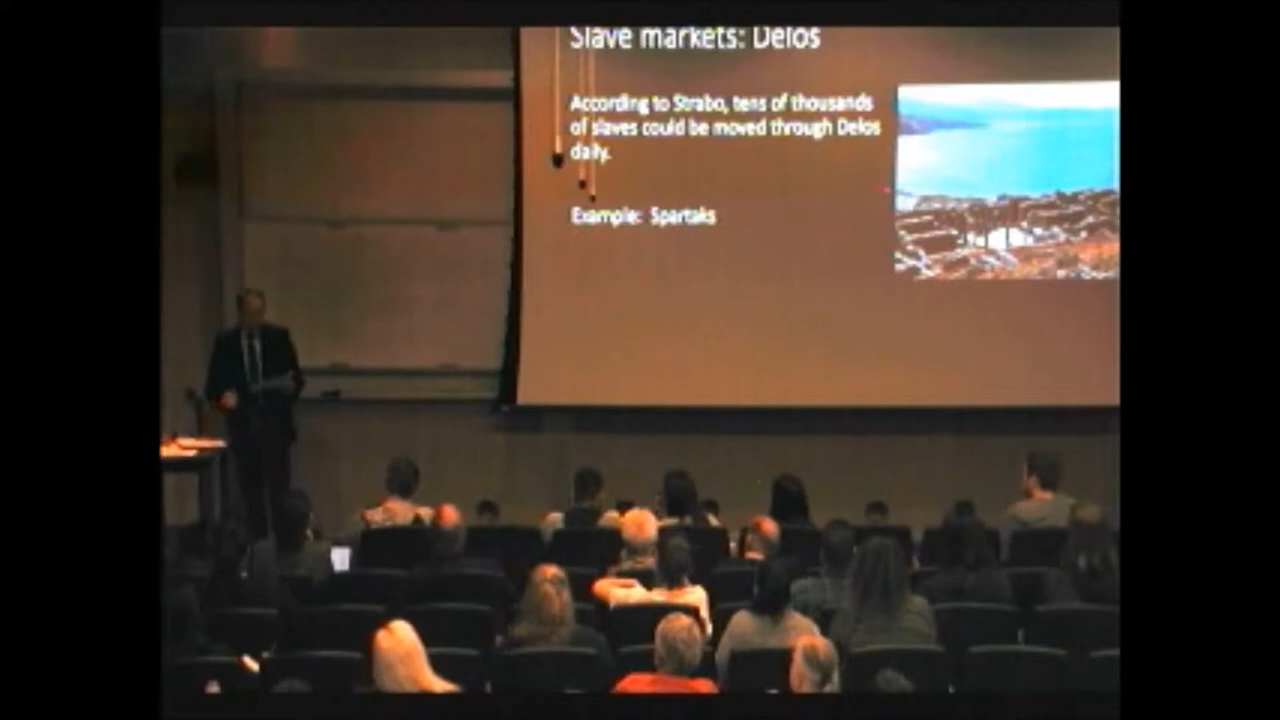 Slave markets: Delos
According to Strabo, tens of thousands
of slaves could be moved through Delos
daily.
Example: Spartaks